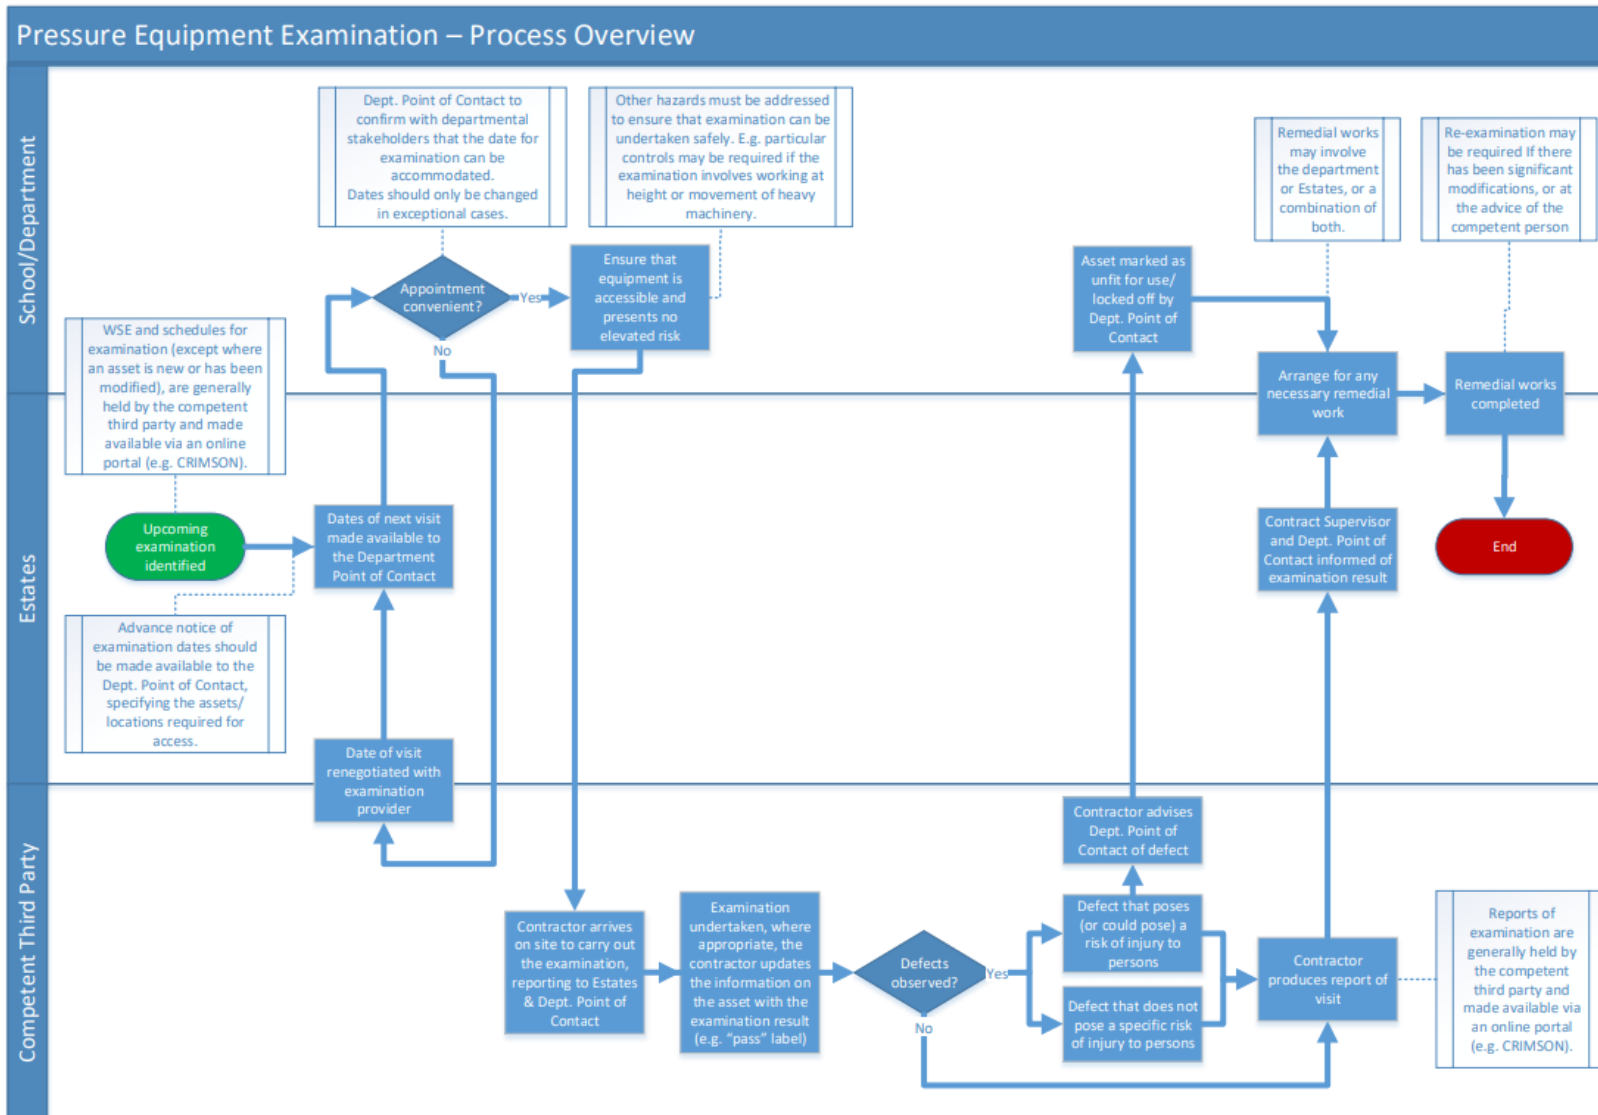 Pressure Equipment Examination – Process Overview
School/Department
Dept. Point of Contact to
confirm with departmental
stakeholders that the date for
examination can be
accommodated.
Dates should only be changed
in exceptional cases.
Other hazards must be addressed
to ensure that examination can be
undertaken safely. E.g. particular
controls may be required if the
examination involves working at
height or movement of heavy
machinery.
Remedial works
may involve
the department
or Estates, or a
combination of
both.
Re-examination may
be required If there
has been significant
modifications, or at
the advice of the
competent person
Appointment
convenient?
Yes
No
Ensure that
equipment is
accessible and
presents no
elevated risk
Asset marked as
unfit for use/
locked off by
Dept. Point of
Contact
WSE and schedules for
examination (except where
an asset is new or has been
modified), are generally
held by the competent
third party and made
available via an online
portal (e.g. CRIMSON).
Arrange for any
necessary remedial
work
Remedial works
completed
Estates
Upcoming
examination
identified
Dates of next visit
made available to
the Department
Point of Contact
Contract Supervisor
and Dept. Point of
Contact informed of
examination result
End
Advance notice of
examination dates should
be made available to the
Dept. Point of Contact,
specifying the assets/
locations required for
access.
Date of visit
renegotiated with
examination
provider
Competent Third Party
Contractor advises
Dept. Point of
Contact of defect
Contractor arrives
on site to carry out
the examination,
reporting to Estates
& Dept. Point of
Contact
Examination
undertaken, where
appropriate, the
contractor updates
the information on
the asset with the
examination result
(e.g. “pass” label)
Defects
observed?
Yes
No
Defect that poses
(or could pose) a
risk of injury to
persons
Defect that does not
pose a specific risk
of injury to persons
Contractor
produces report of
visit
Reports of
examination are
generally held by
the competent
third party and
made available via
an online portal
(e.g. CRIMSON).